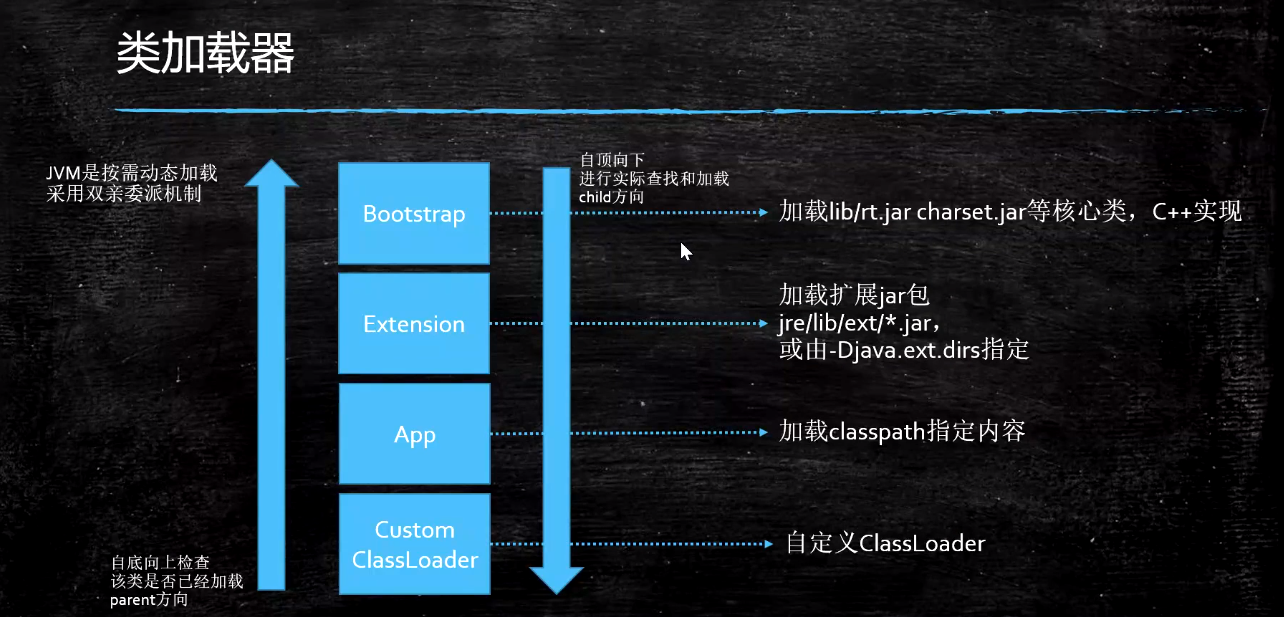 类加载器
JVM是按需动态加载
采用双亲委派机制
自顶向下
进行实际查找和加载
child方向
Bootstrap
加载lib/rt.jar charset.jar等核心类，C++实现
Extension
加载扩展jar包
jre/lib/ext/*.jar，
或由-Djava.ext.dirs指定
App
加载classpath指定内容
Custom
ClassLoader
自定义ClassLoader
自底向上检查
该类是否已经加载
parent方向